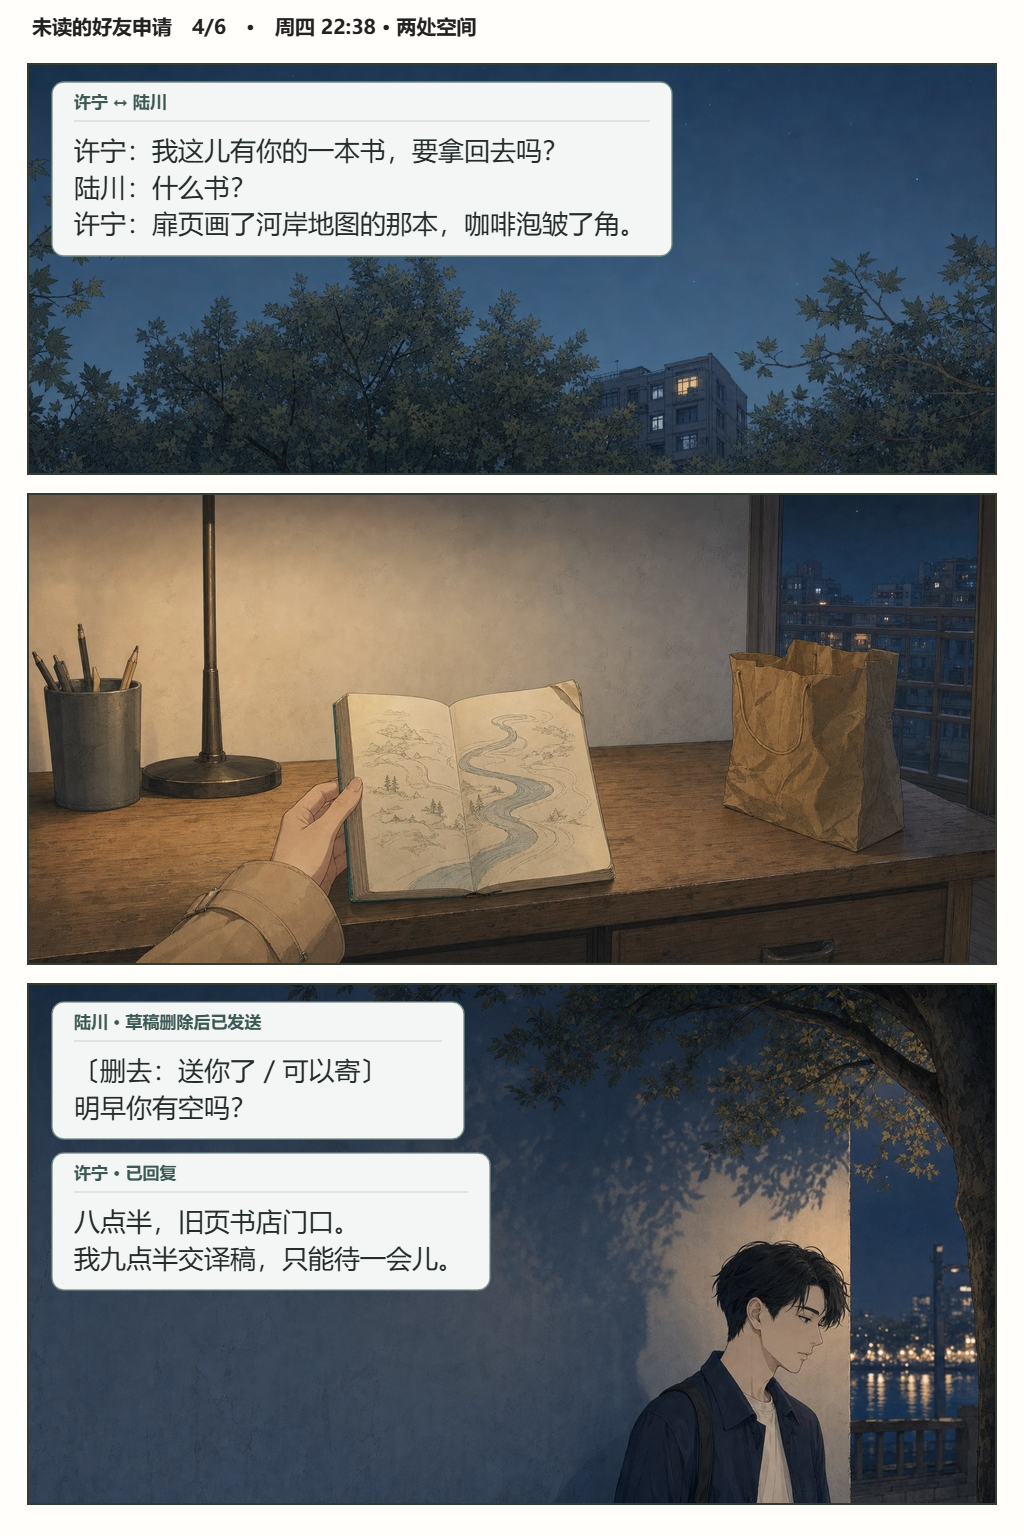 未读的好友申请 4/6 • 周四 22:38 • 两处空间
许宁 ↔ 陆川
许宁：我这儿有你的一本书，要拿回去吗？
陆川：什么书？
许宁：扉页画了河岸地图的那本，咖啡泡皱了角。
陆川 • 草稿删除后已发送
〔删去：送你了 / 可以寄〕
明早你有空吗？
许宁 • 已回复
八点半，旧页书店门口。
我九点半交译稿，只能待一会儿。